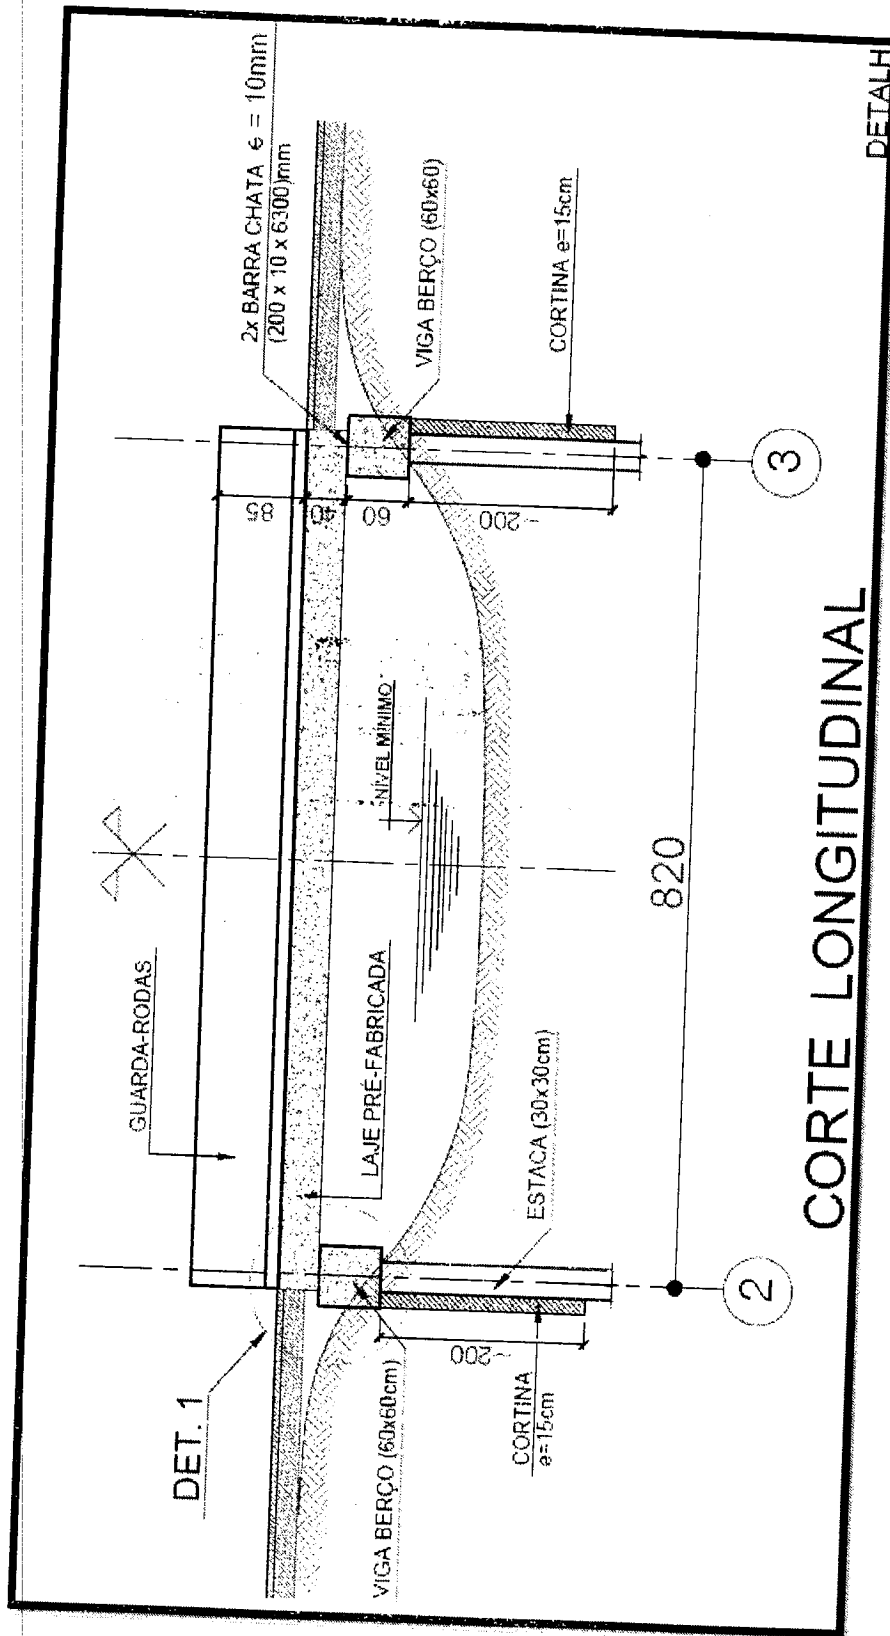 DET. 1
GUARDA-RODAS
2x BARRA CHATA e = 10mm
(200 x 10 x 6300)mm
85
40
60
~200
VIGA BERÇO (60x60)
NÍVEL MÍNIMO
LAJE PRÉ-FABRICADA
VIGA BERÇO (60x60cm)
CORTINA e=15cm
ESTACA (30x30cm)
~200
CORTINA
e=15cm
820
2
3
CORTE LONGITUDINAL
DETALH